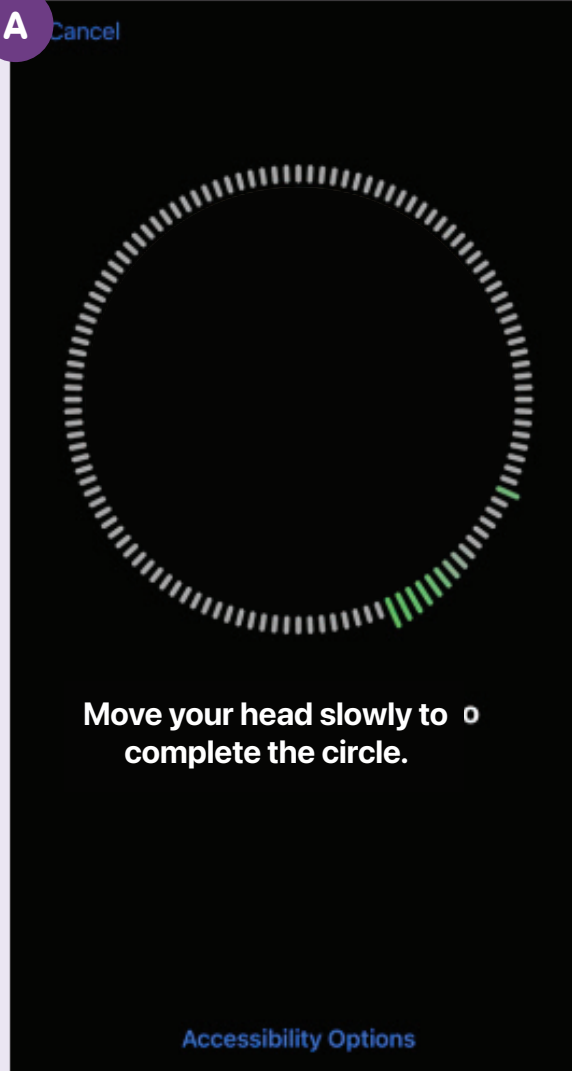 A
Cancel
Move your head slowly to o
complete the circle.
Accessibility Options